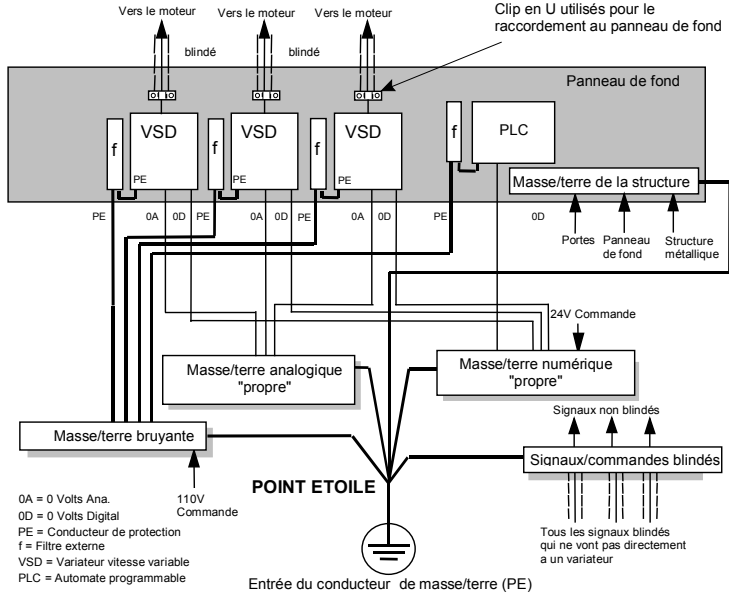 Vers le moteur
Vers le moteur
Vers le moteur
Clip en U utilisés pour le
raccordement au panneau de fond
blindé
blindé
Panneau de fond
f
VSD
f
VSD
f
VSD
f
PLC
PE
PE
PE
Masse/terre de la structure
PE
0A
0D
PE
0A
0D
PE
0A
0D
PE
0D
Portes
Panneau
de fond
Structure
métallique
24V Commande
Masse/terre analogique
"propre"
Masse/terre numérique
"propre"
Signaux non blindés
Masse/terre bruyante
Signaux/commandes blindés
POINT ETOILE
110V
Commande
0A = 0 Volts Ana.
0D = 0 Volts Digital
PE = Conducteur de protection
f = Filtre externe
VSD = Variateur vitesse variable
PLC = Automate programmable
Tous les signaux blindés
qui ne vont pas directement
a un variateur
Entrée du conducteur de masse/terre (PE)